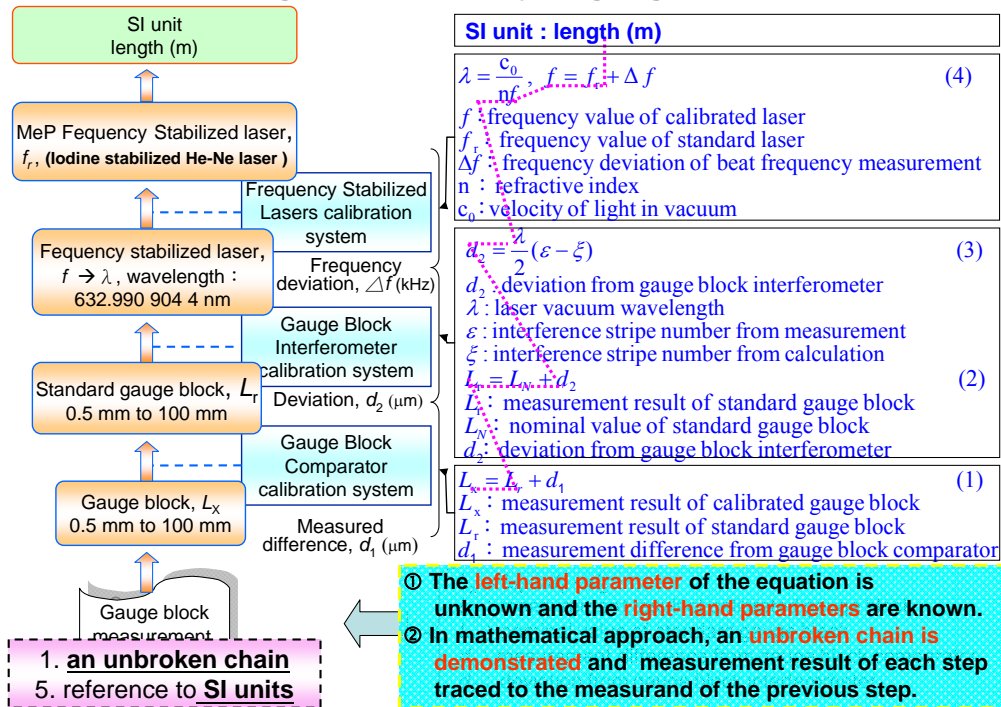 SI unit
length (m)
MeP Fequency Stabilized laser,
fr, (Iodine stabilized He-Ne laser )
Frequency Stabilized
Lasers calibration
system
Frequency stabilized laser,
f → λ, wavelength：
632.990 904 4 nm
Frequency
deviation, △f (kHz)
Gauge Block
Interferometer
calibration system
Standard gauge block, Lr
0.5 mm to 100 mm
Deviation, d2 (μm)
Gauge Block
Comparator
calibration system
Gauge block, LX
0.5 mm to 100 mm
Measured
difference, d1 (μm)
Gauge block
measurement
1. an unbroken chain
5. reference to SI units
SI unit : length (m)
λ = c0/nf, f = fr + Δf (4)
f：frequency value of calibrated laser
fr：frequency value of standard laser
Δf：frequency deviation of beat frequency measurement
n：refractive index
c0：velocity of light in vacuum
d2 = λ/2 (ε − ξ) (3)
d2：deviation from gauge block interferometer
λ : laser vacuum wavelength
ε : interference stripe number from measurement
ξ : interference stripe number from calculation
Lr = LN + d2 (2)
Lr：measurement result of standard gauge block
LN：nominal value of standard gauge block
d2：deviation from gauge block interferometer
Lx = Lr + d1 (1)
Lx：measurement result of calibrated gauge block
Lr：measurement result of standard gauge block
d1：measurement difference from gauge block comparator
① The left-hand parameter of the equation is
unknown and the right-hand parameters are known.
② In mathematical approach, an unbroken chain is
demonstrated and measurement result of each step
traced to the measurand of the previous step.